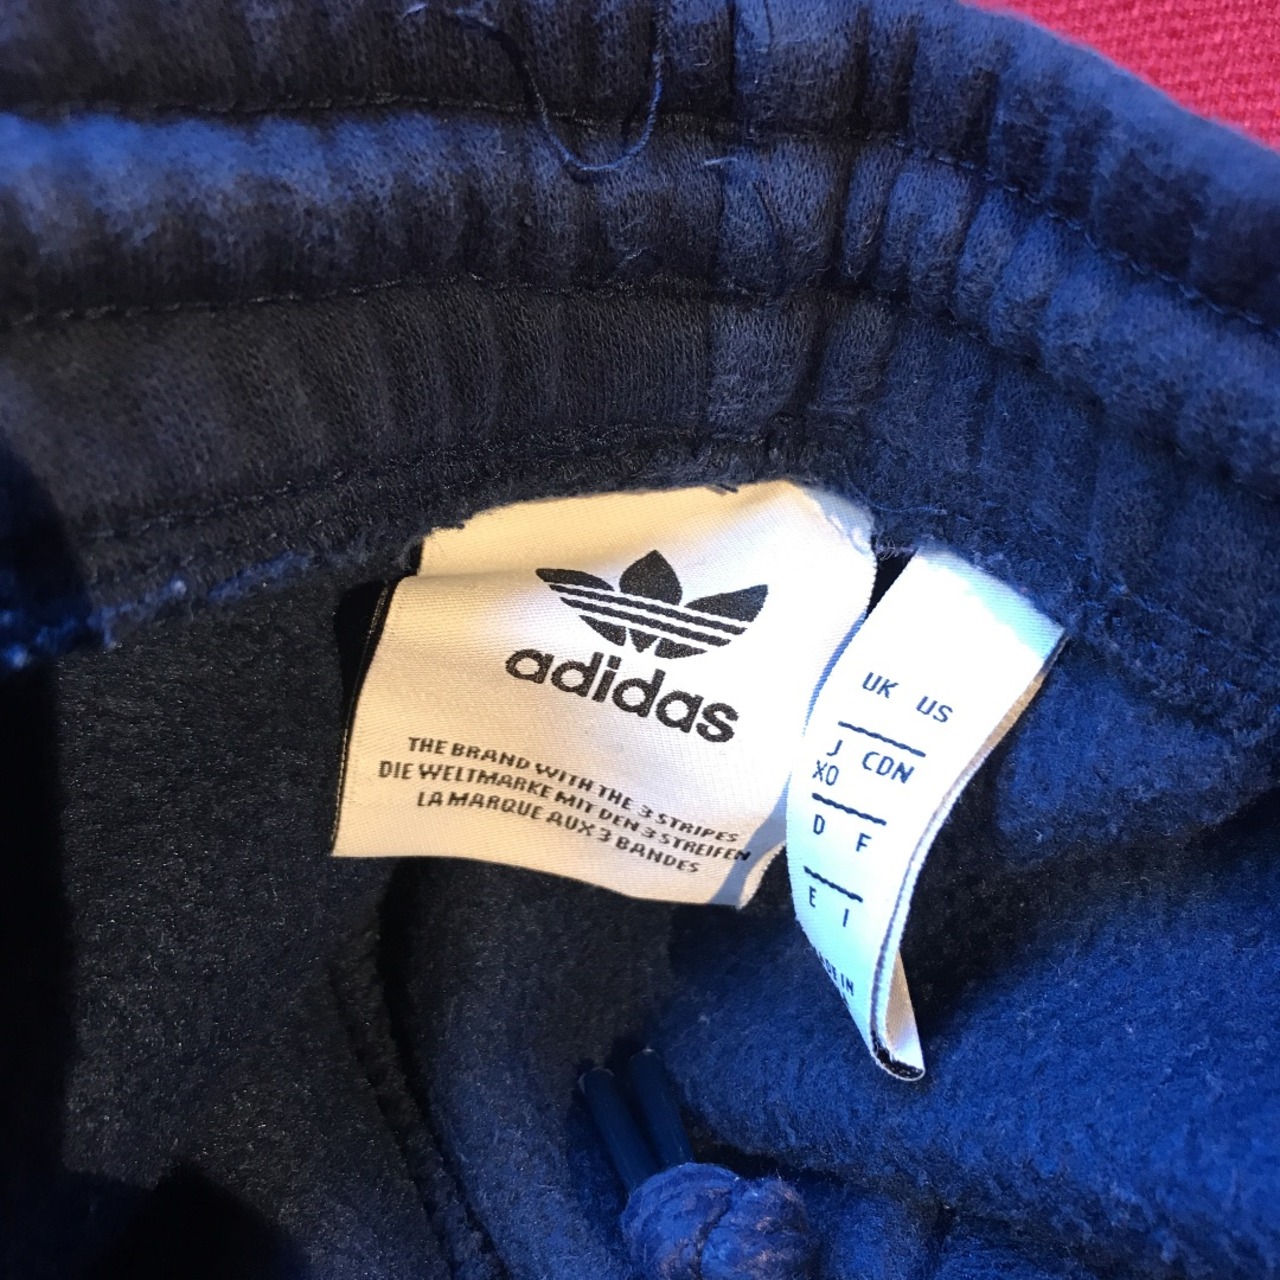 adidas
THE BRAND WITH THE 3 STRIPES
DIE WELTMARKE MIT DEN 3 STREIFEN
LA MARQUE AUX 3 BANDES
UK US
J CDN
XO
D F
E I
IN